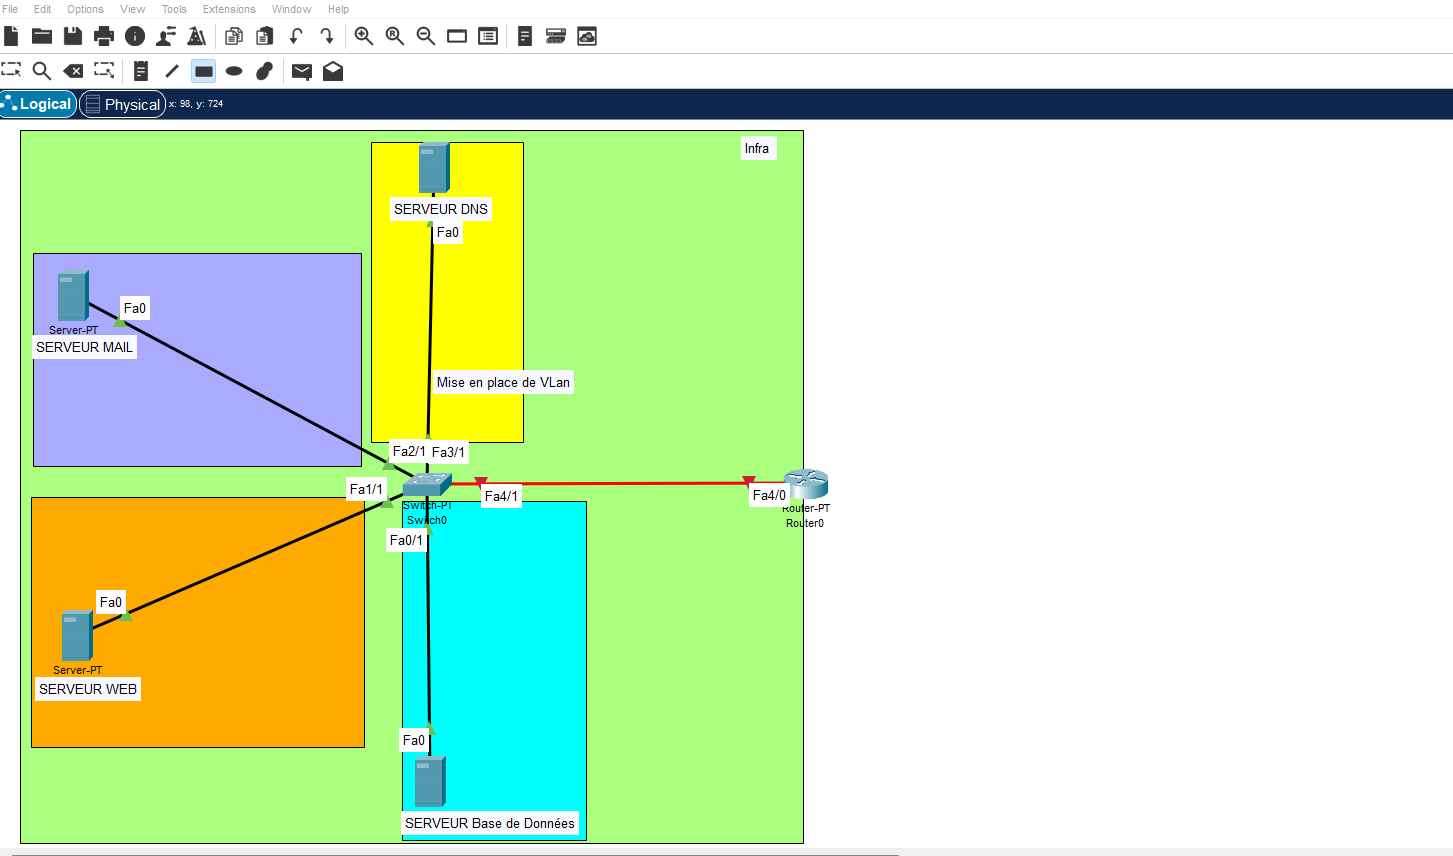 File Edit Options View Tools Extensions Window Help
Logical Physical x: 98, y: 724
Infra
SERVEUR DNS
Fa0
Fa0
Server-PT
SERVEUR MAIL
Mise en place de VLan
Fa2/1 Fa3/1
Fa1/1
Fa4/1
Fa4/0
Switch-PT
Switch0
Router-PT
Router0
Fa0/1
Fa0
Server-PT
SERVEUR WEB
Fa0
SERVEUR Base de Données